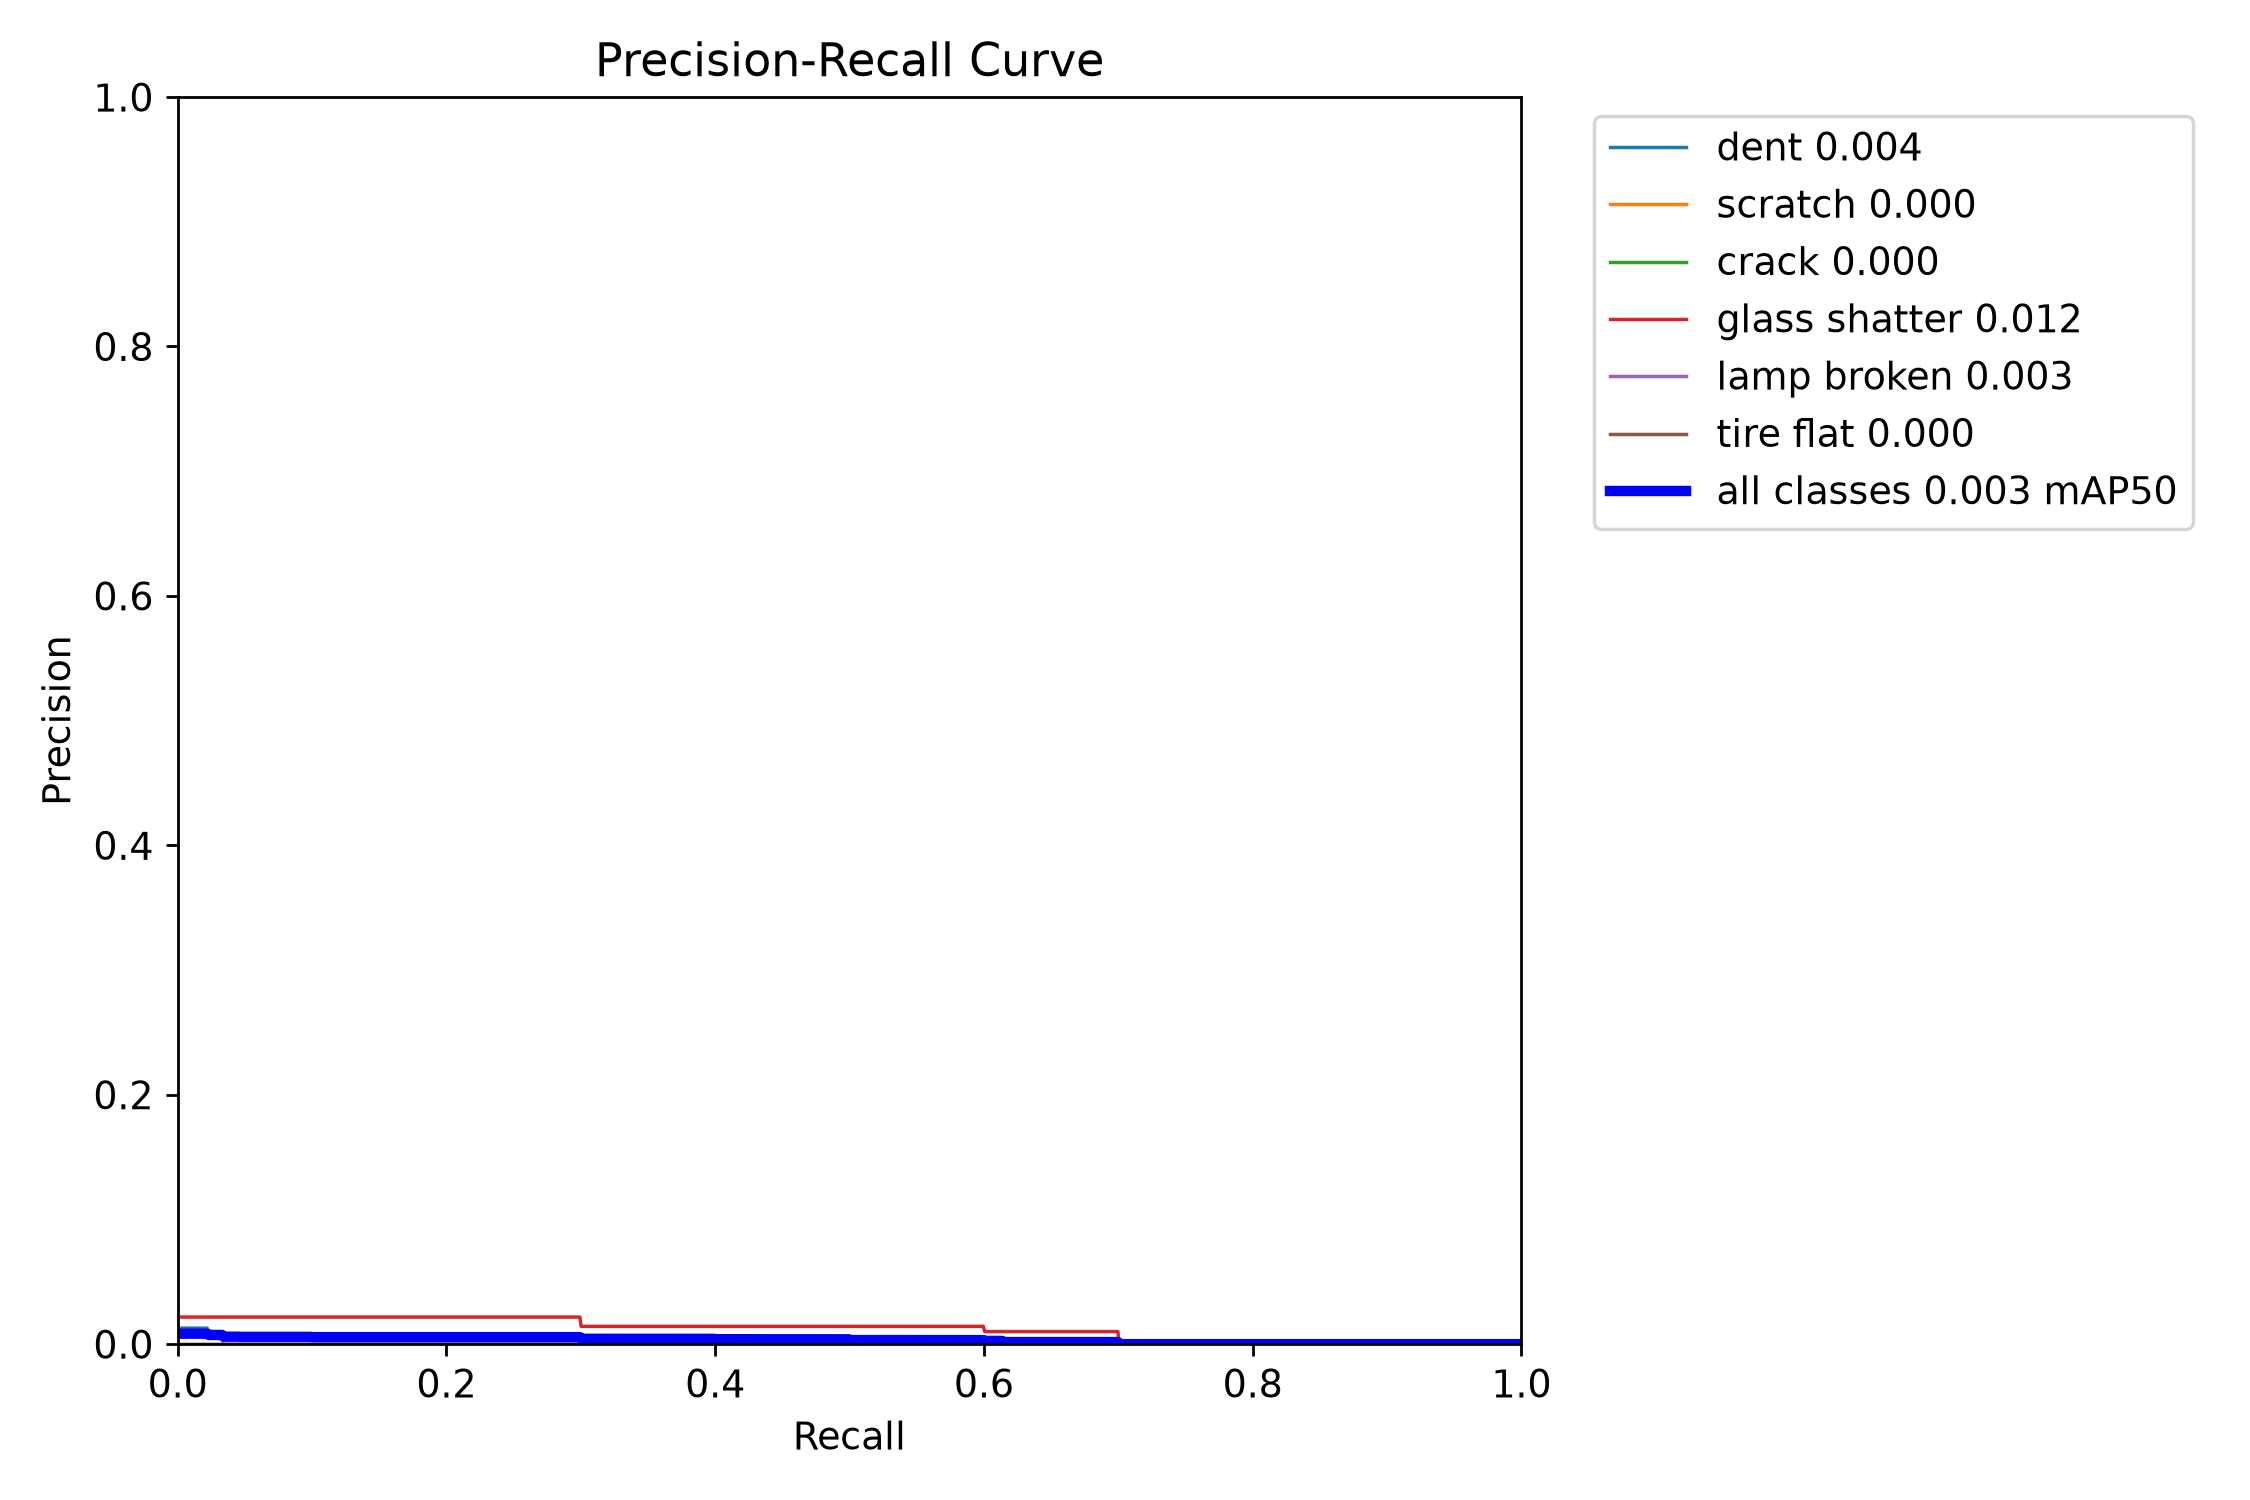 Precision-Recall Curve
1.0
0.8
0.6
0.4
0.2
0.0
Precision
0.0 0.2 0.4 0.6 0.8 1.0
Recall
dent 0.004
scratch 0.000
crack 0.000
glass shatter 0.012
lamp broken 0.003
tire flat 0.000
all classes 0.003 mAP50